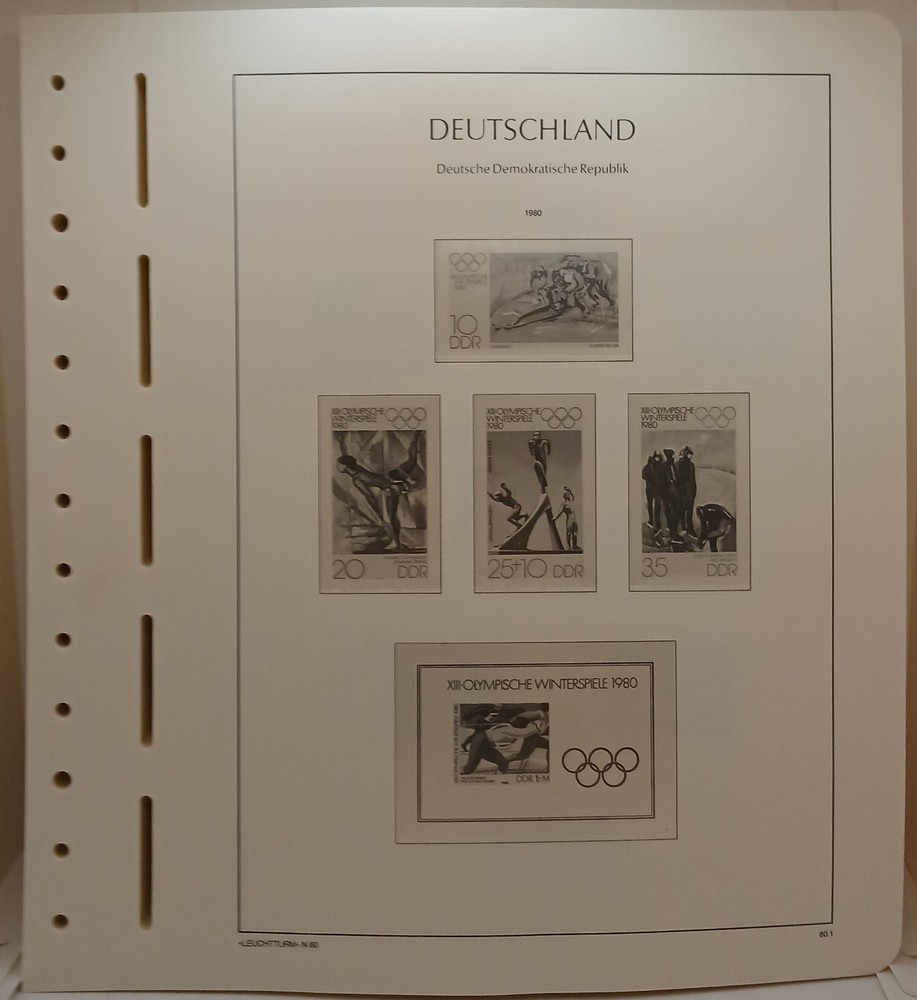 DEUTSCHLAND
Deutsche Demokratische Republik
1980
10
DDR
XIII·OLYMPISCHE
WINTERSPIELE
1980
20 DDR
XIII·OLYMPISCHE
WINTERSPIELE
1980
25+10 DDR
XIII·OLYMPISCHE
WINTERSPIELE
1980
35 DDR
XIII·OLYMPISCHE WINTERSPIELE 1980
DDR 1,-M
»LEUCHTTURM« N.80
80.1